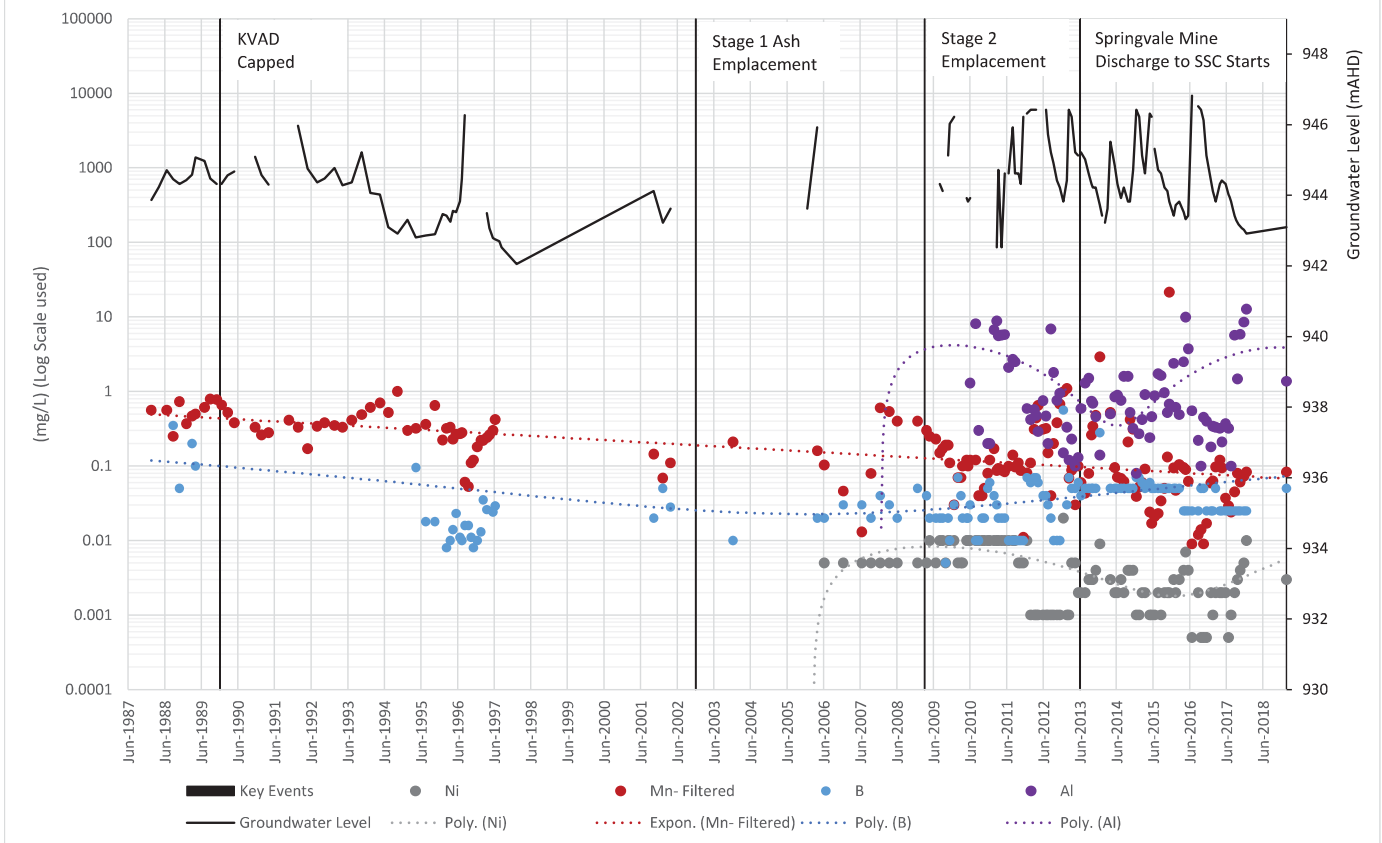 100000
10000
1000
100
10
1
0.1
0.01
0.001
0.0001
(mg/L) (Log Scale used)
KVAD
Capped
Stage 1 Ash
Emplacement
Stage 2
Emplacement
Springvale Mine
Discharge to SSC Starts
948
946
944
942
940
938
936
934
932
930
Groundwater Level (mAHD)
Jun-1987
Jun-1988
Jun-1989
Jun-1990
Jun-1991
Jun-1992
Jun-1993
Jun-1994
Jun-1995
Jun-1996
Jun-1997
Jun-1998
Jun-1999
Jun-2000
Jun-2001
Jun-2002
Jun-2003
Jun-2004
Jun-2005
Jun-2006
Jun-2007
Jun-2008
Jun-2009
Jun-2010
Jun-2011
Jun-2012
Jun-2013
Jun-2014
Jun-2015
Jun-2016
Jun-2017
Jun-2018
Key Events
Ni
Mn- Filtered
B
Al
Groundwater Level
Poly. (Ni)
Expon. (Mn- Filtered)
Poly. (B)
Poly. (Al)